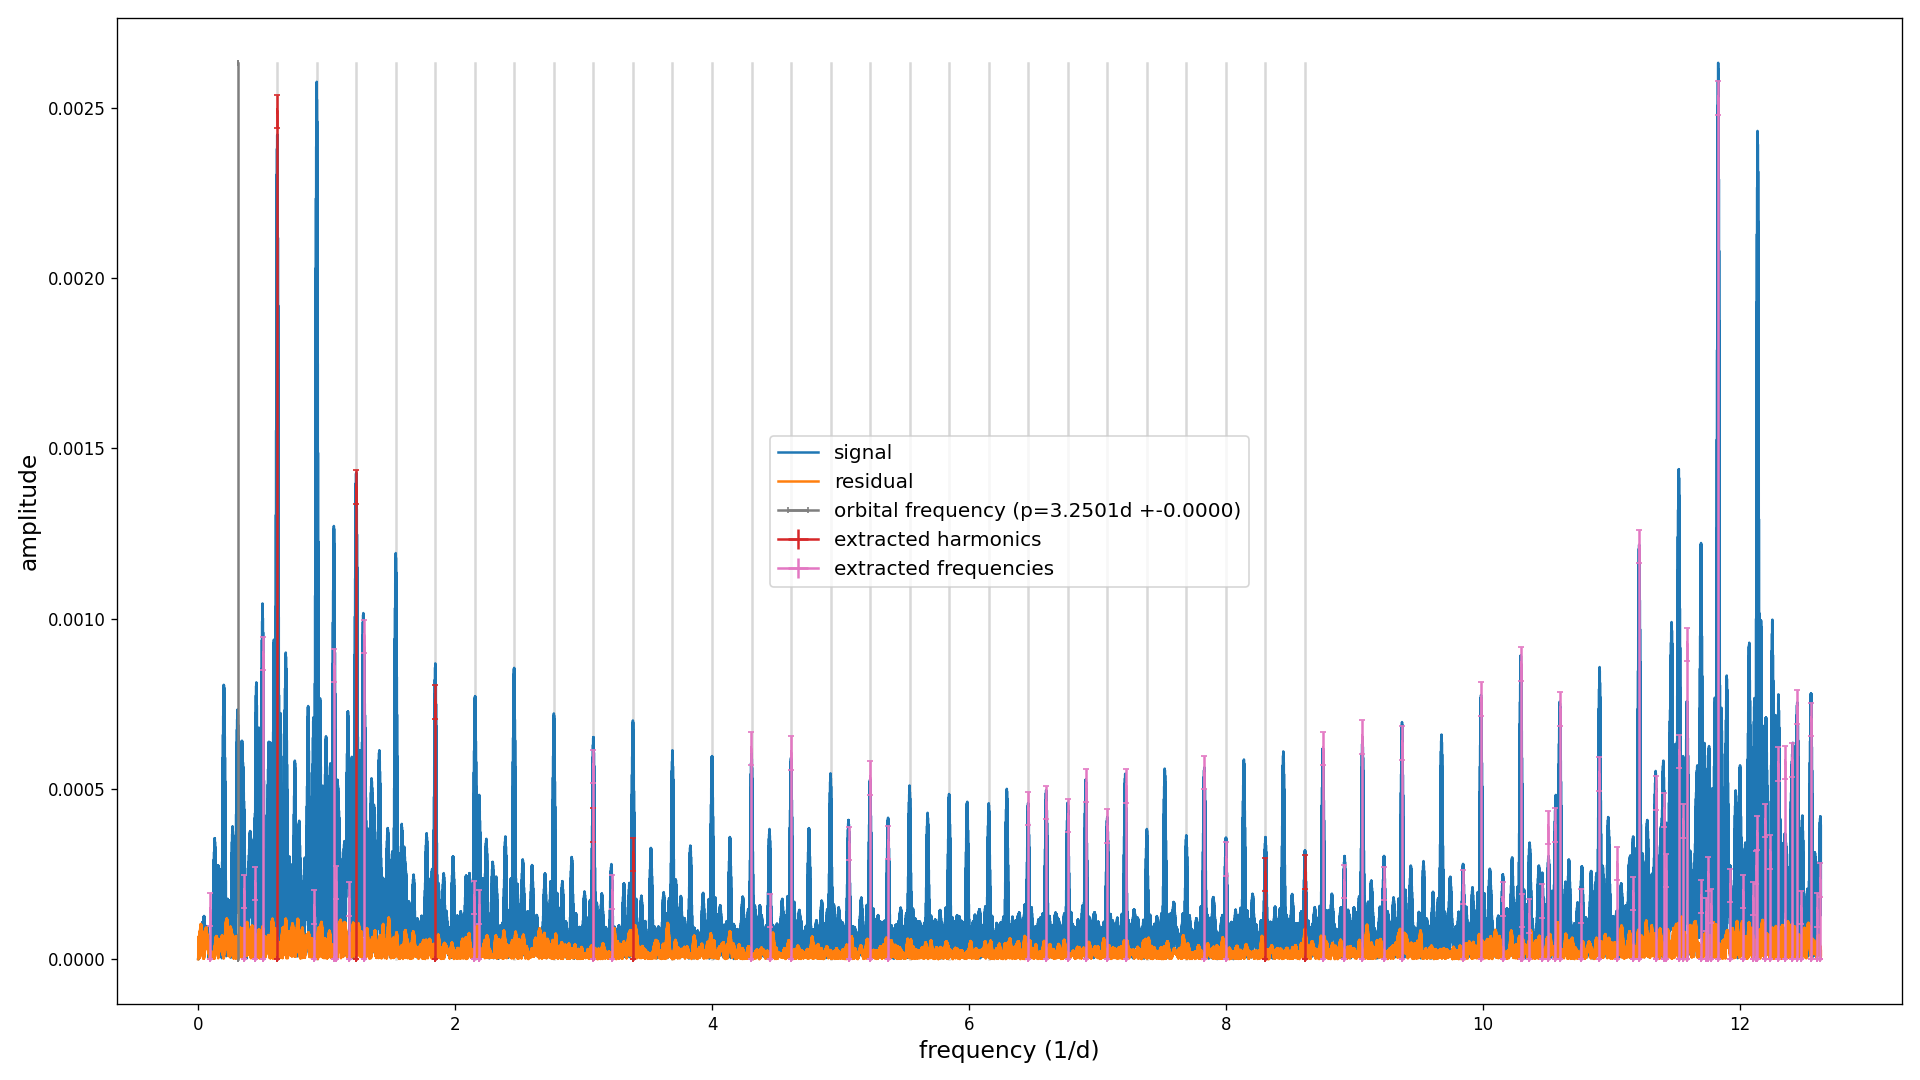 0.0025
0.0020
0.0015
0.0010
0.0005
0.0000
amplitude
signal
residual
orbital frequency (p=3.2501d +-0.0000)
extracted harmonics
extracted frequencies
0 2 4 6 8 10 12
frequency (1/d)